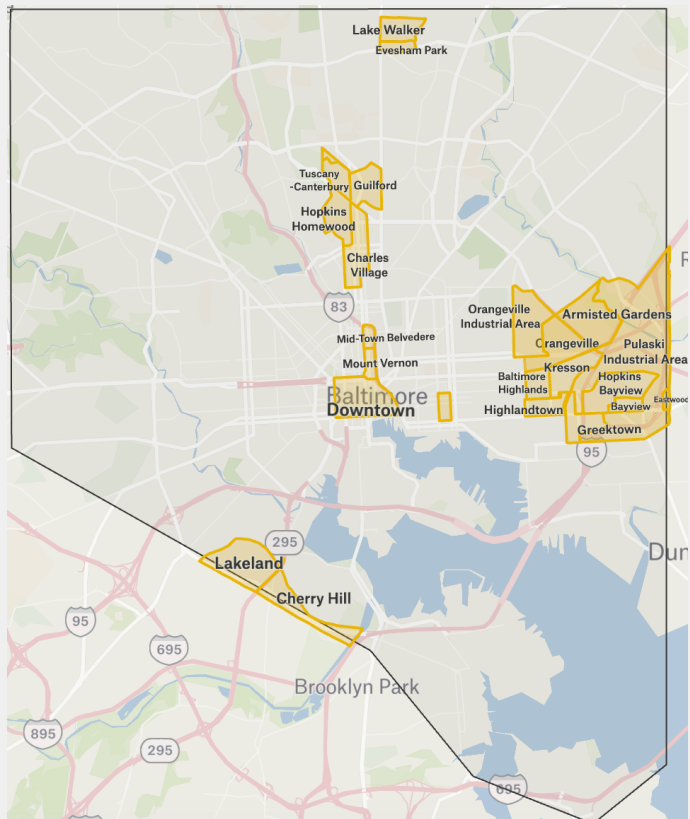 Lake Walker
Evesham Park
Tuscany
-Canterbury
Guilford
Hopkins
Homewood
Charles
Village
83
Orangeville
Industrial Area
Armisted Gardens
Mid-Town Belvedere
Orangeville
Pulaski
Industrial Area
Mount Vernon
Kresson
Baltimore
Highlands
Hopkins
Bayview
Baltimore
Downtown
Highlandtown
Bayview
Eastwood
Greektown
95
295
Lakeland
Dun
Cherry Hill
95
695
Brooklyn Park
895
295
695
R